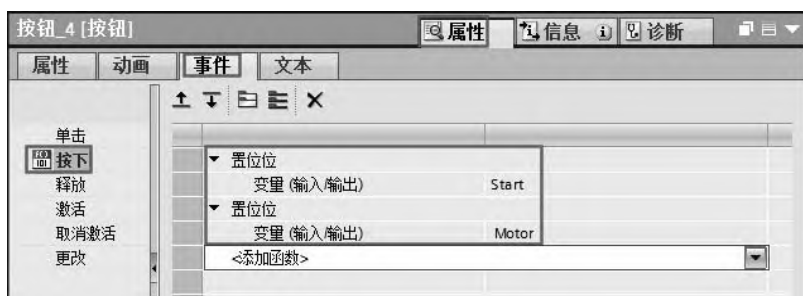 按钮_4 [按钮]
属性 信息 诊断
属性 动画 事件 文本
单击
按下
释放
激活
取消激活
更改
置位位
变量 (输入/输出) Start
置位位
变量 (输入/输出) Motor
<添加函数>